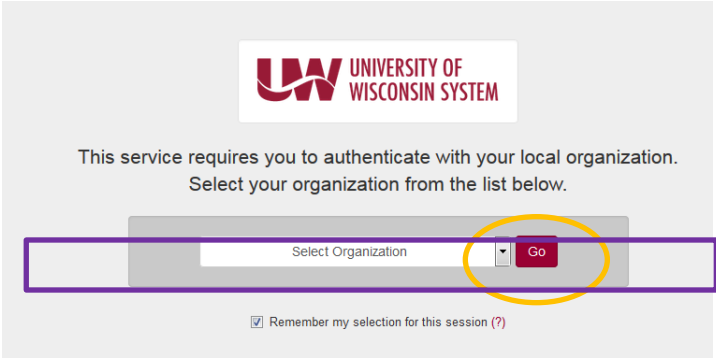 UW UNIVERSITY OF
WISCONSIN SYSTEM
This service requires you to authenticate with your local organization.
Select your organization from the list below.
Select Organization Go
Remember my selection for this session (?)